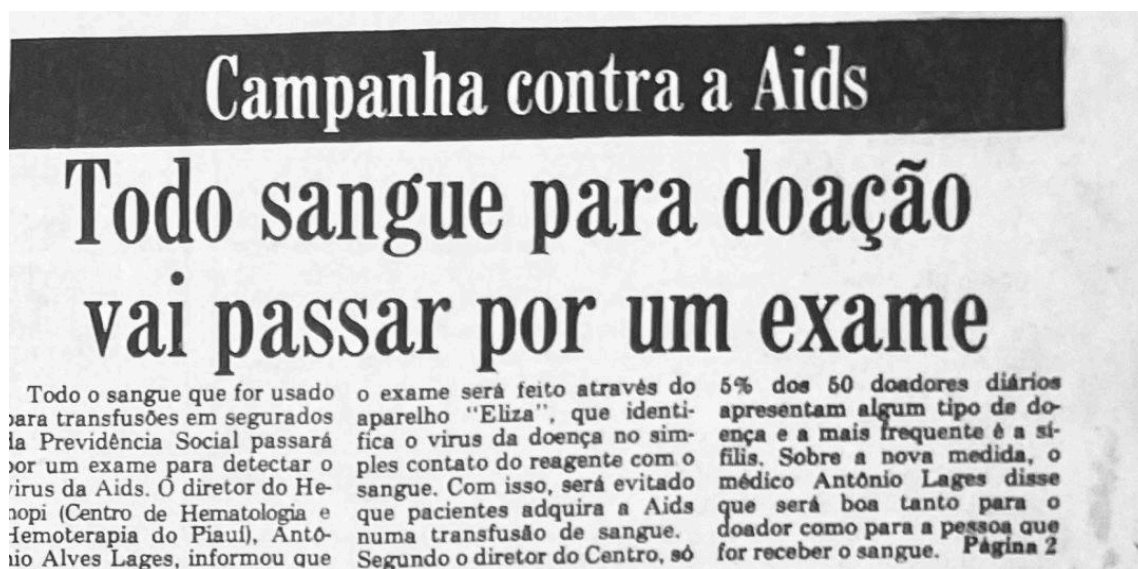 Campanha contra a Aids
Todo sangue para doação
vai passar por um exame
Todo o sangue que for usado
para transfusões em segurados
da Previdência Social passará
por um exame para detectar o
virus da Aids. O diretor do He-
mopi (Centro de Hematologia e
Hemoterapia do Piauí), Antô-
nio Alves Lages, informou que
o exame será feito através do
aparelho "Eliza", que identi-
fica o virus da doença no sim-
ples contato do reagente com o
sangue. Com isso, será evitado
que pacientes adquira a Aids
numa transfusão de sangue.
Segundo o diretor do Centro, só
5% dos 50 doadores diários
apresentam algum tipo de do-
ença e a mais frequente é a sí-
filis. Sobre a nova medida, o
médico Antônio Lages disse
que será boa tanto para o
doador como para a pessoa que
for receber o sangue. Página 2